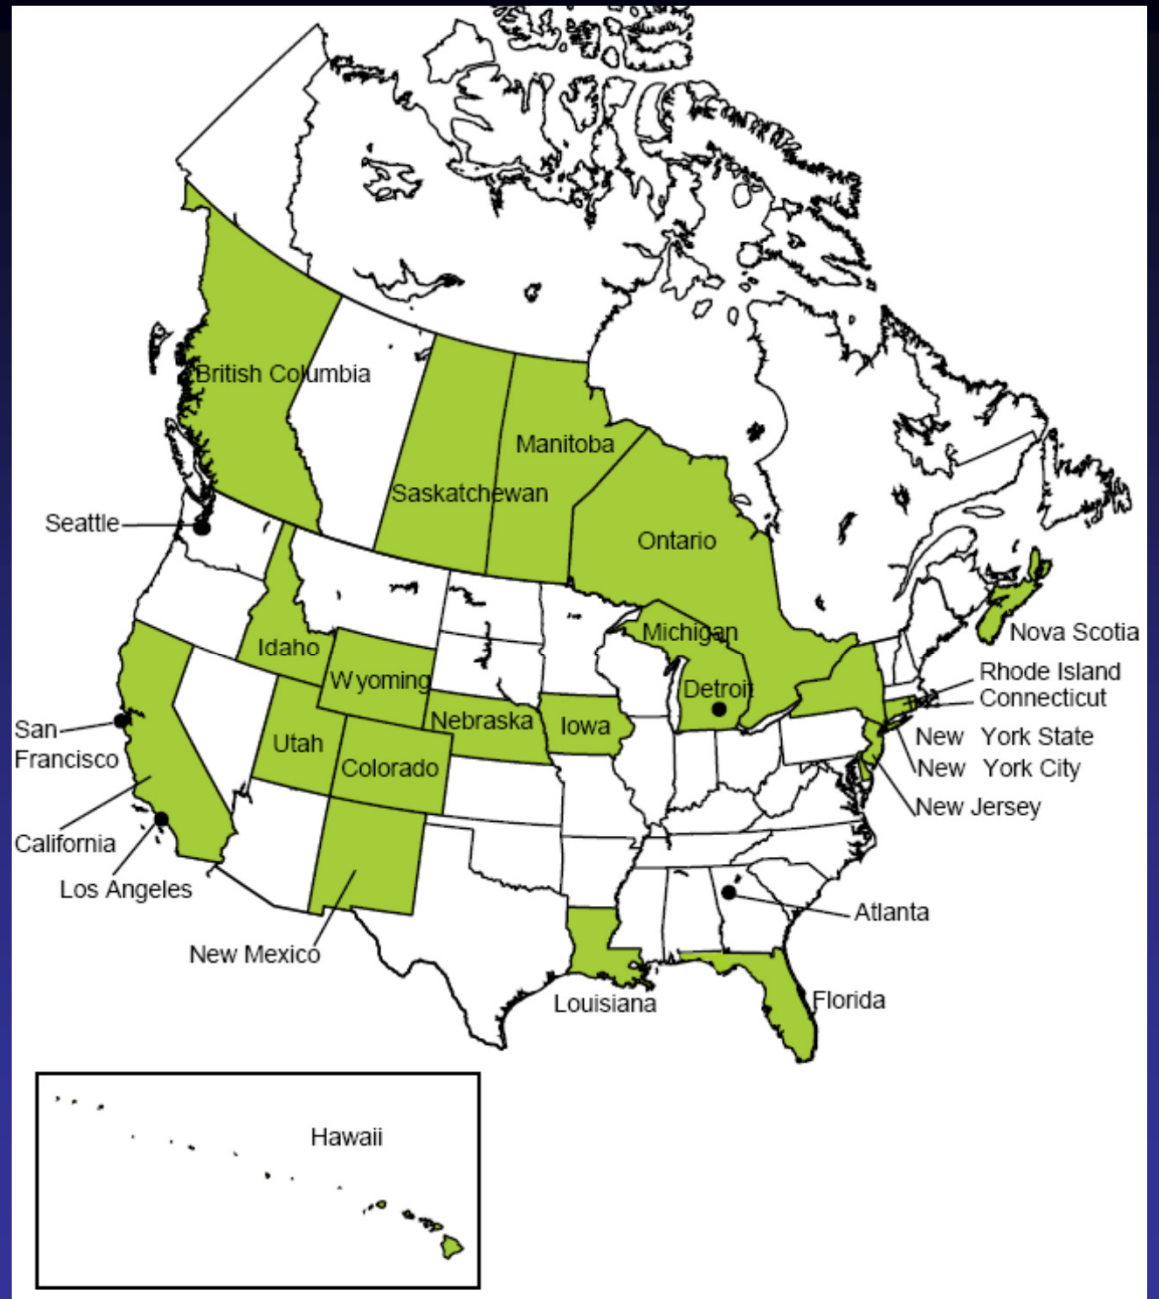 British Columbia
Manitoba
Saskatchewan
Seattle
Ontario
Michigan
Nova Scotia
Idaho
Rhode Island
Wyoming
Detroit
Connecticut
San
Francisco
Nebraska
Iowa
Utah
New York State
Colorado
New York City
New Jersey
California
Los Angeles
Atlanta
New Mexico
Louisiana
Florida
Hawaii